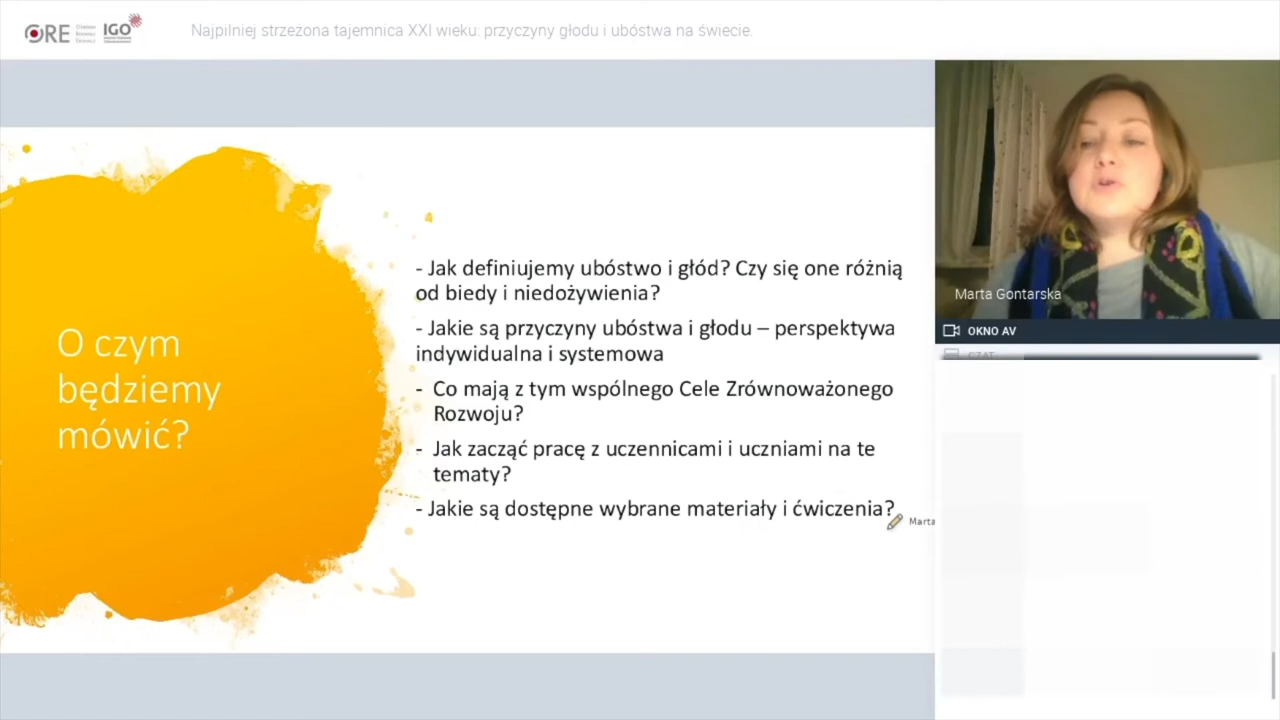 ORE
IGO
Najpilniej strzeżona tajemnica XXI wieku: przyczyny głodu i ubóstwa na świecie.
O czym
będziemy
mówić?
- Jak definiujemy ubóstwo i głód? Czy się one różnią
od biedy i niedożywienia?
- Jakie są przyczyny ubóstwa i głodu – perspektywa
indywidualna i systemowa
- Co mają z tym wspólnego Cele Zrównoważonego
Rozwoju?
- Jak zacząć pracę z uczennicami i uczniami na te
tematy?
- Jakie są dostępne wybrane materiały i ćwiczenia?
Marta
Marta Gontarska
OKNO AV